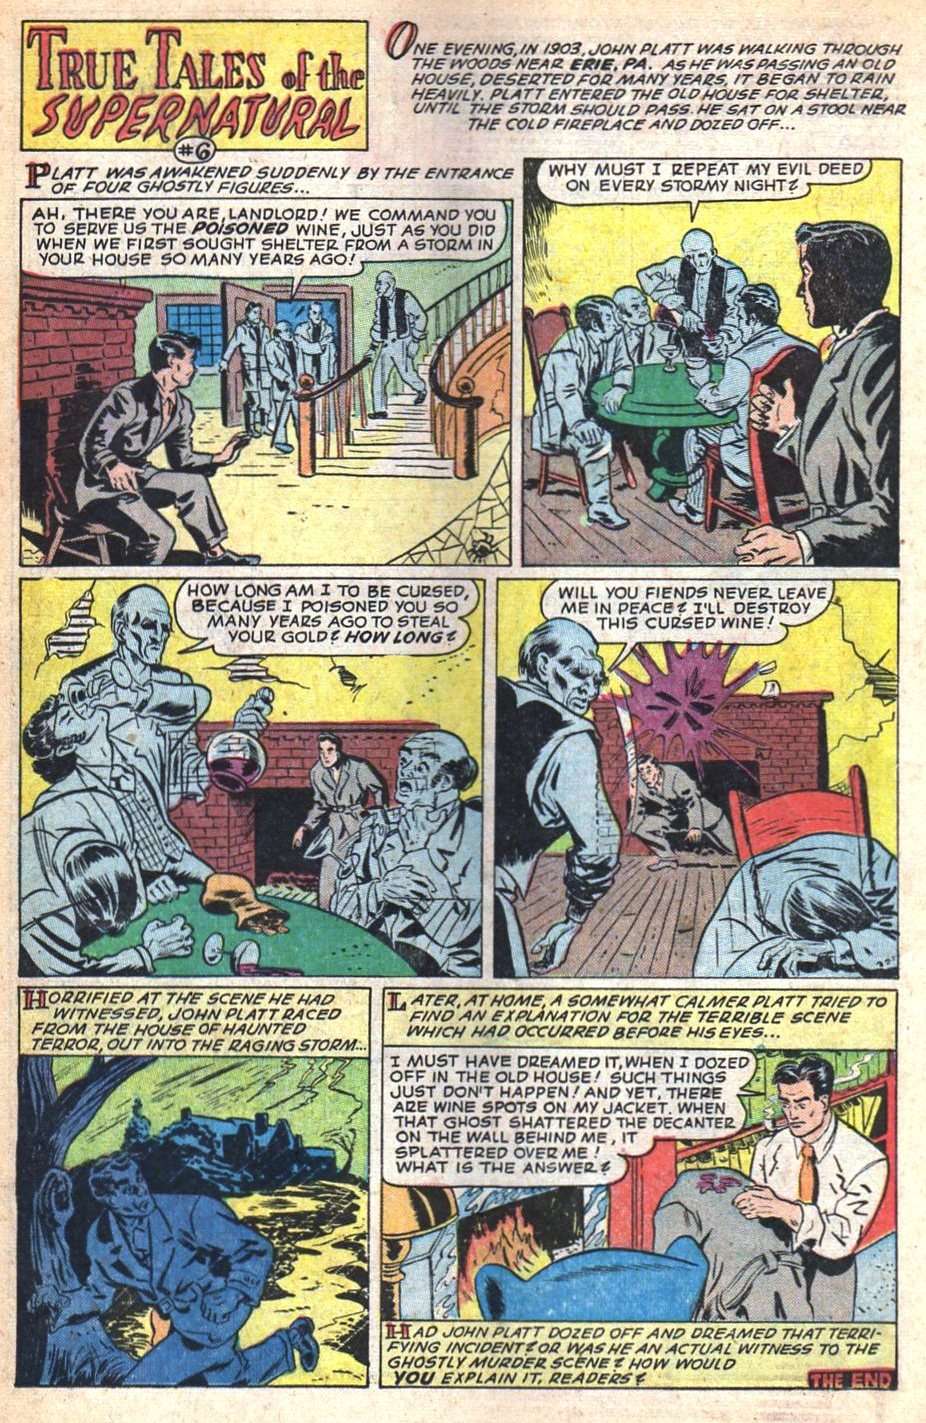 TRUE TALES of the
SUPERNATURAL
#6
ONE EVENING, IN 1903, JOHN PLATT WAS WALKING THROUGH
THE WOODS NEAR ERIE, PA. AS HE WAS PASSING AN OLD
HOUSE, DESERTED FOR MANY YEARS, IT BEGAN TO RAIN
HEAVILY. PLATT ENTERED THE OLD HOUSE FOR SHELTER,
UNTIL THE STORM SHOULD PASS. HE SAT ON A STOOL NEAR
THE COLD FIREPLACE AND DOZED OFF...
PLATT WAS AWAKENED SUDDENLY BY THE ENTRANCE
OF FOUR GHOSTLY FIGURES...
AH, THERE YOU ARE, LANDLORD! WE COMMAND YOU
TO SERVE US THE POISONED WINE, JUST AS YOU DID
WHEN WE FIRST SOUGHT SHELTER FROM A STORM IN
YOUR HOUSE SO MANY YEARS AGO!
WHY MUST I REPEAT MY EVIL DEED
ON EVERY STORMY NIGHT?
HOW LONG AM I TO BE CURSED,
BECAUSE I POISONED YOU SO
MANY YEARS AGO TO STEAL
YOUR GOLD? HOW LONG?
WILL YOU FIENDS NEVER LEAVE
ME IN PEACE? I'LL DESTROY
THIS CURSED WINE!
HORRIFIED AT THE SCENE HE HAD
WITNESSED, JOHN PLATT RACED
FROM THE HOUSE OF HAUNTED
TERROR, OUT INTO THE RAGING STORM...
LATER, AT HOME, A SOMEWHAT CALMER PLATT TRIED TO
FIND AN EXPLANATION FOR THE TERRIBLE SCENE
WHICH HAD OCCURRED BEFORE HIS EYES...
I MUST HAVE DREAMED IT, WHEN I DOZED
OFF IN THE OLD HOUSE! SUCH THINGS
JUST DON'T HAPPEN! AND YET, THERE
ARE WINE SPOTS ON MY JACKET. WHEN
THAT GHOST SHATTERED THE DECANTER
ON THE WALL BEHIND ME, IT
SPLATTERED OVER ME!
WHAT IS THE ANSWER?
HAD JOHN PLATT DOZED OFF AND DREAMED THAT TERRI-
FYING INCIDENT? OR WAS HE AN ACTUAL WITNESS TO THE
GHOSTLY MURDER SCENE? HOW WOULD
YOU EXPLAIN IT, READERS?
THE END